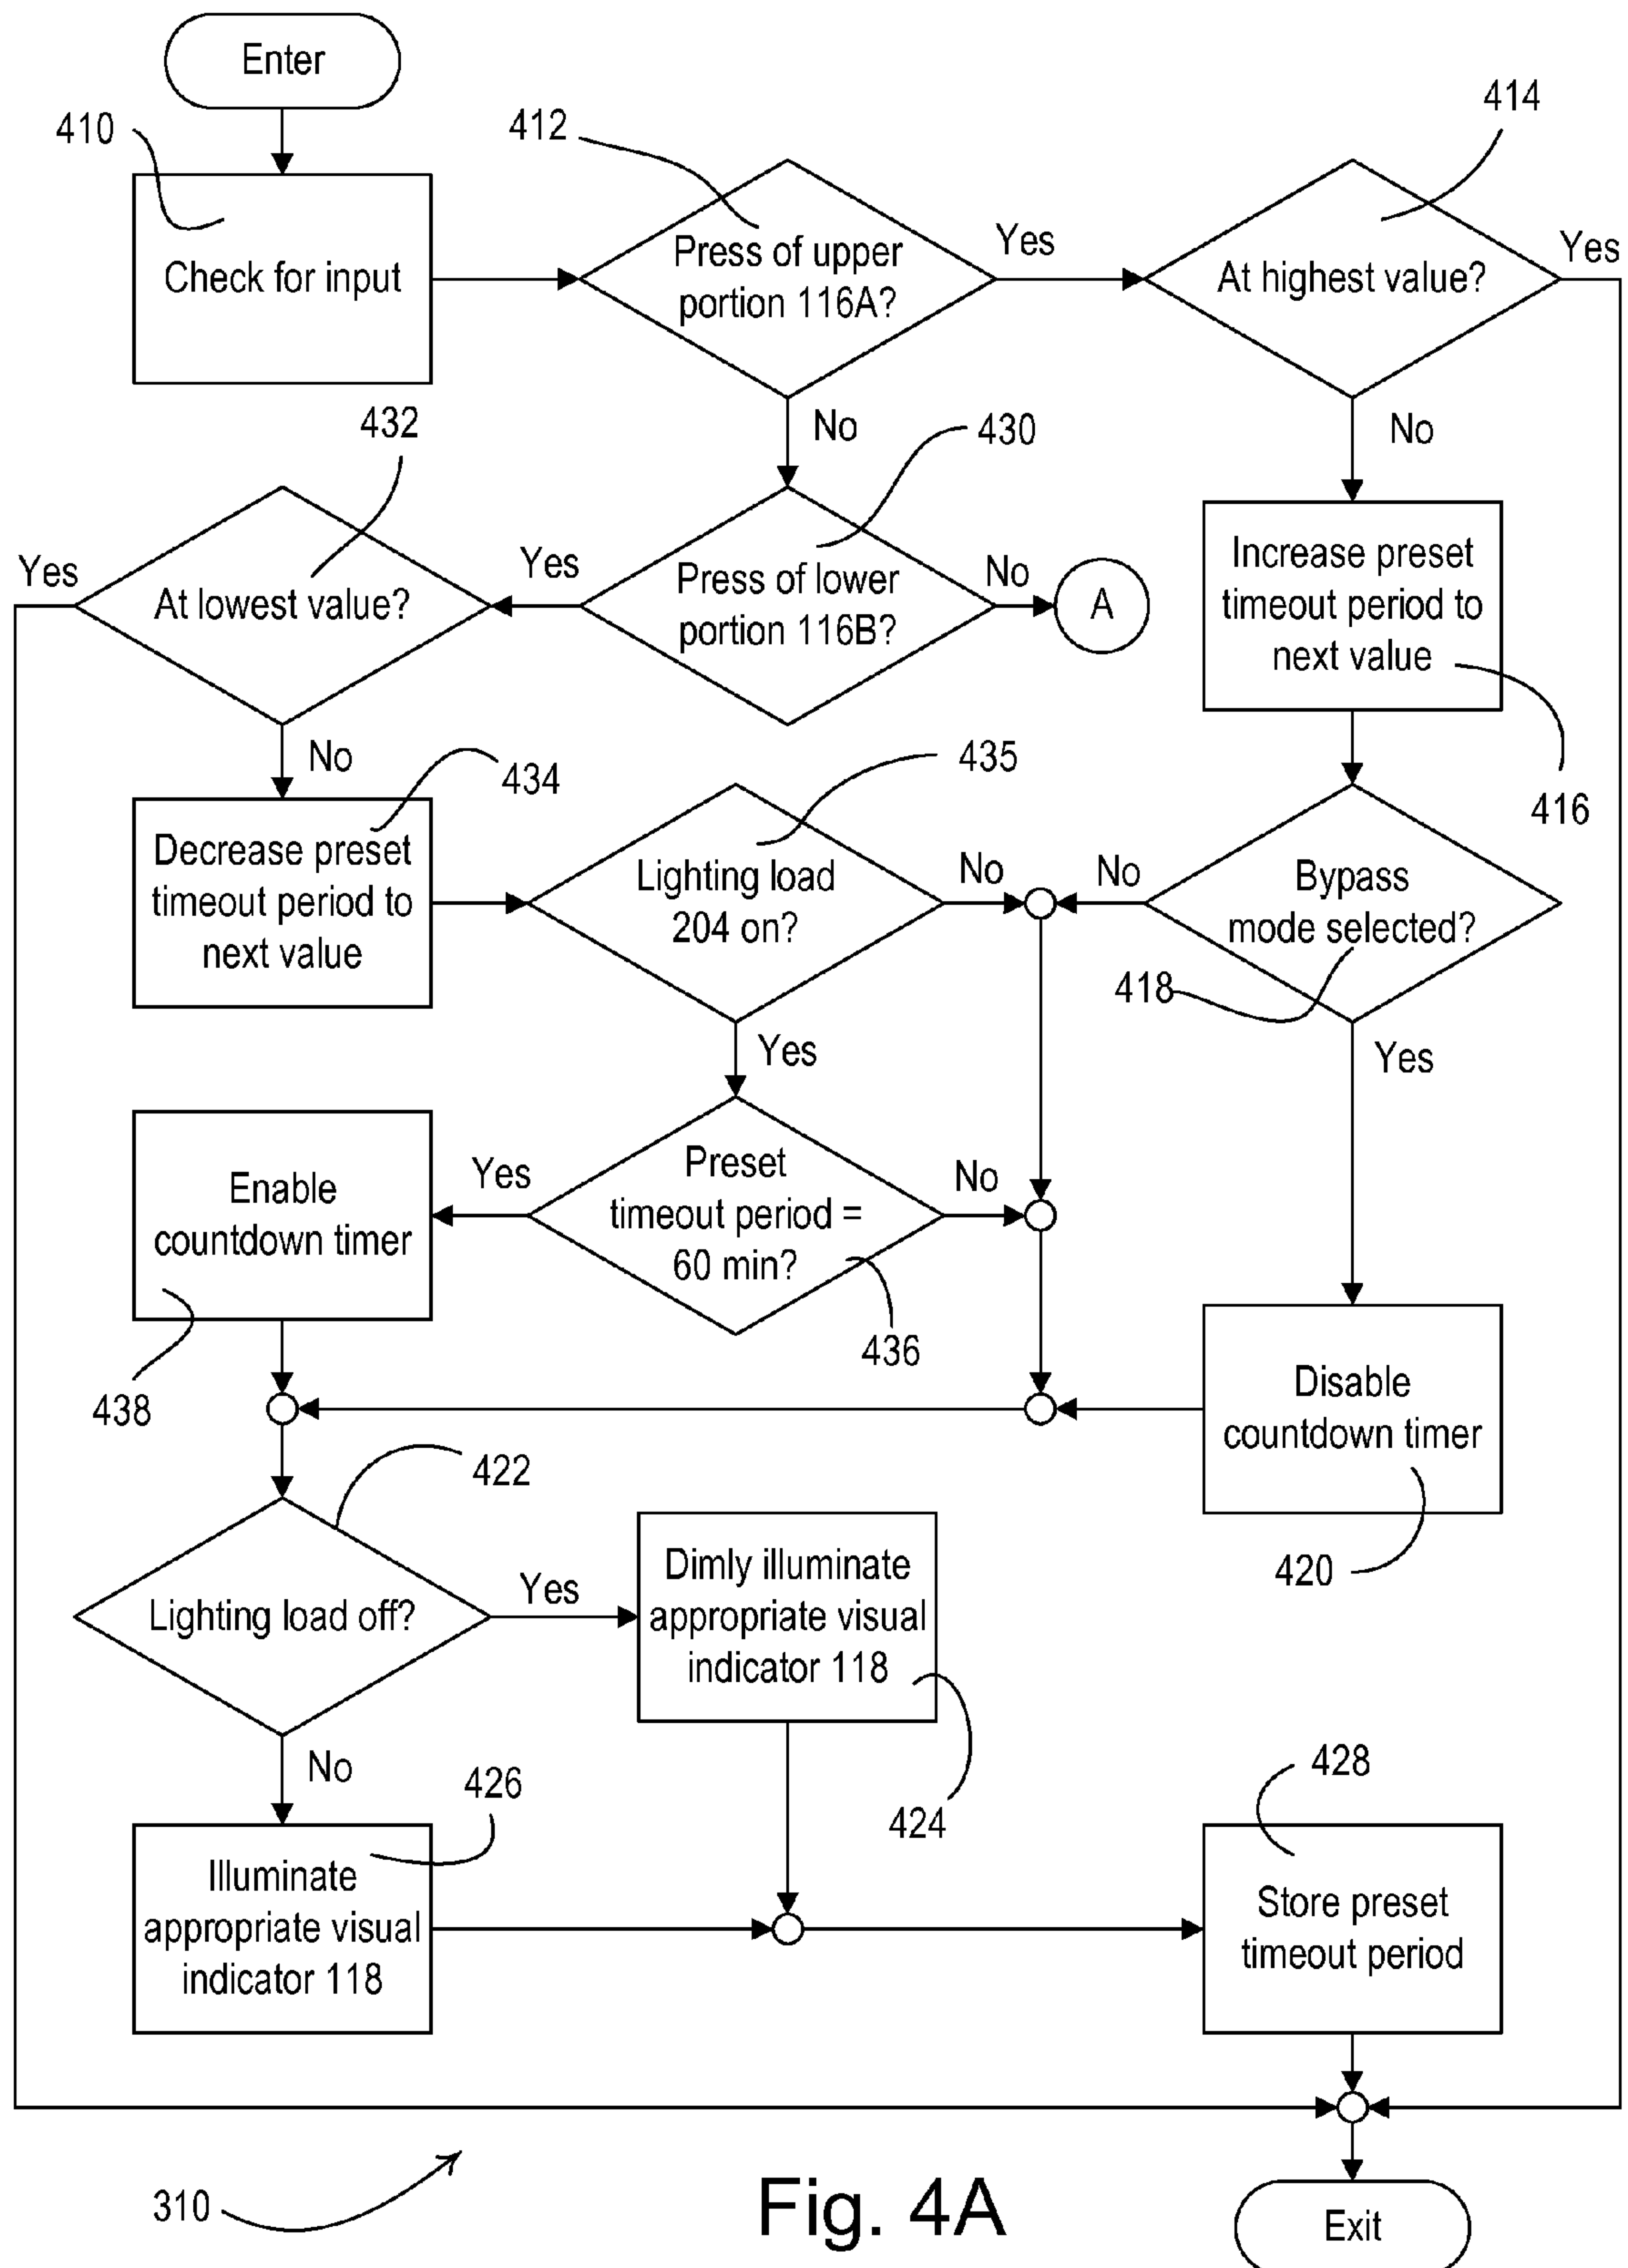 Enter
410
412
414
Check for input
Press of upper
portion 116A?
Yes
At highest value?
Yes
No
No
432
430
Yes
At lowest value?
Yes
Press of lower
portion 116B?
No
A
Increase preset
timeout period to
next value
416
No
434
435
Decrease preset
timeout period to
next value
Lighting load
204 on?
No
No
Bypass
mode selected?
418
Yes
Yes
Enable
countdown timer
438
Yes
Preset
timeout period =
60 min?
No
436
Disable
countdown timer
420
422
Lighting load off?
Yes
Dimly illuminate
appropriate visual
indicator 118
424
No
426
428
Illuminate
appropriate visual
indicator 118
Store preset
timeout period
310
Fig. 4A
Exit